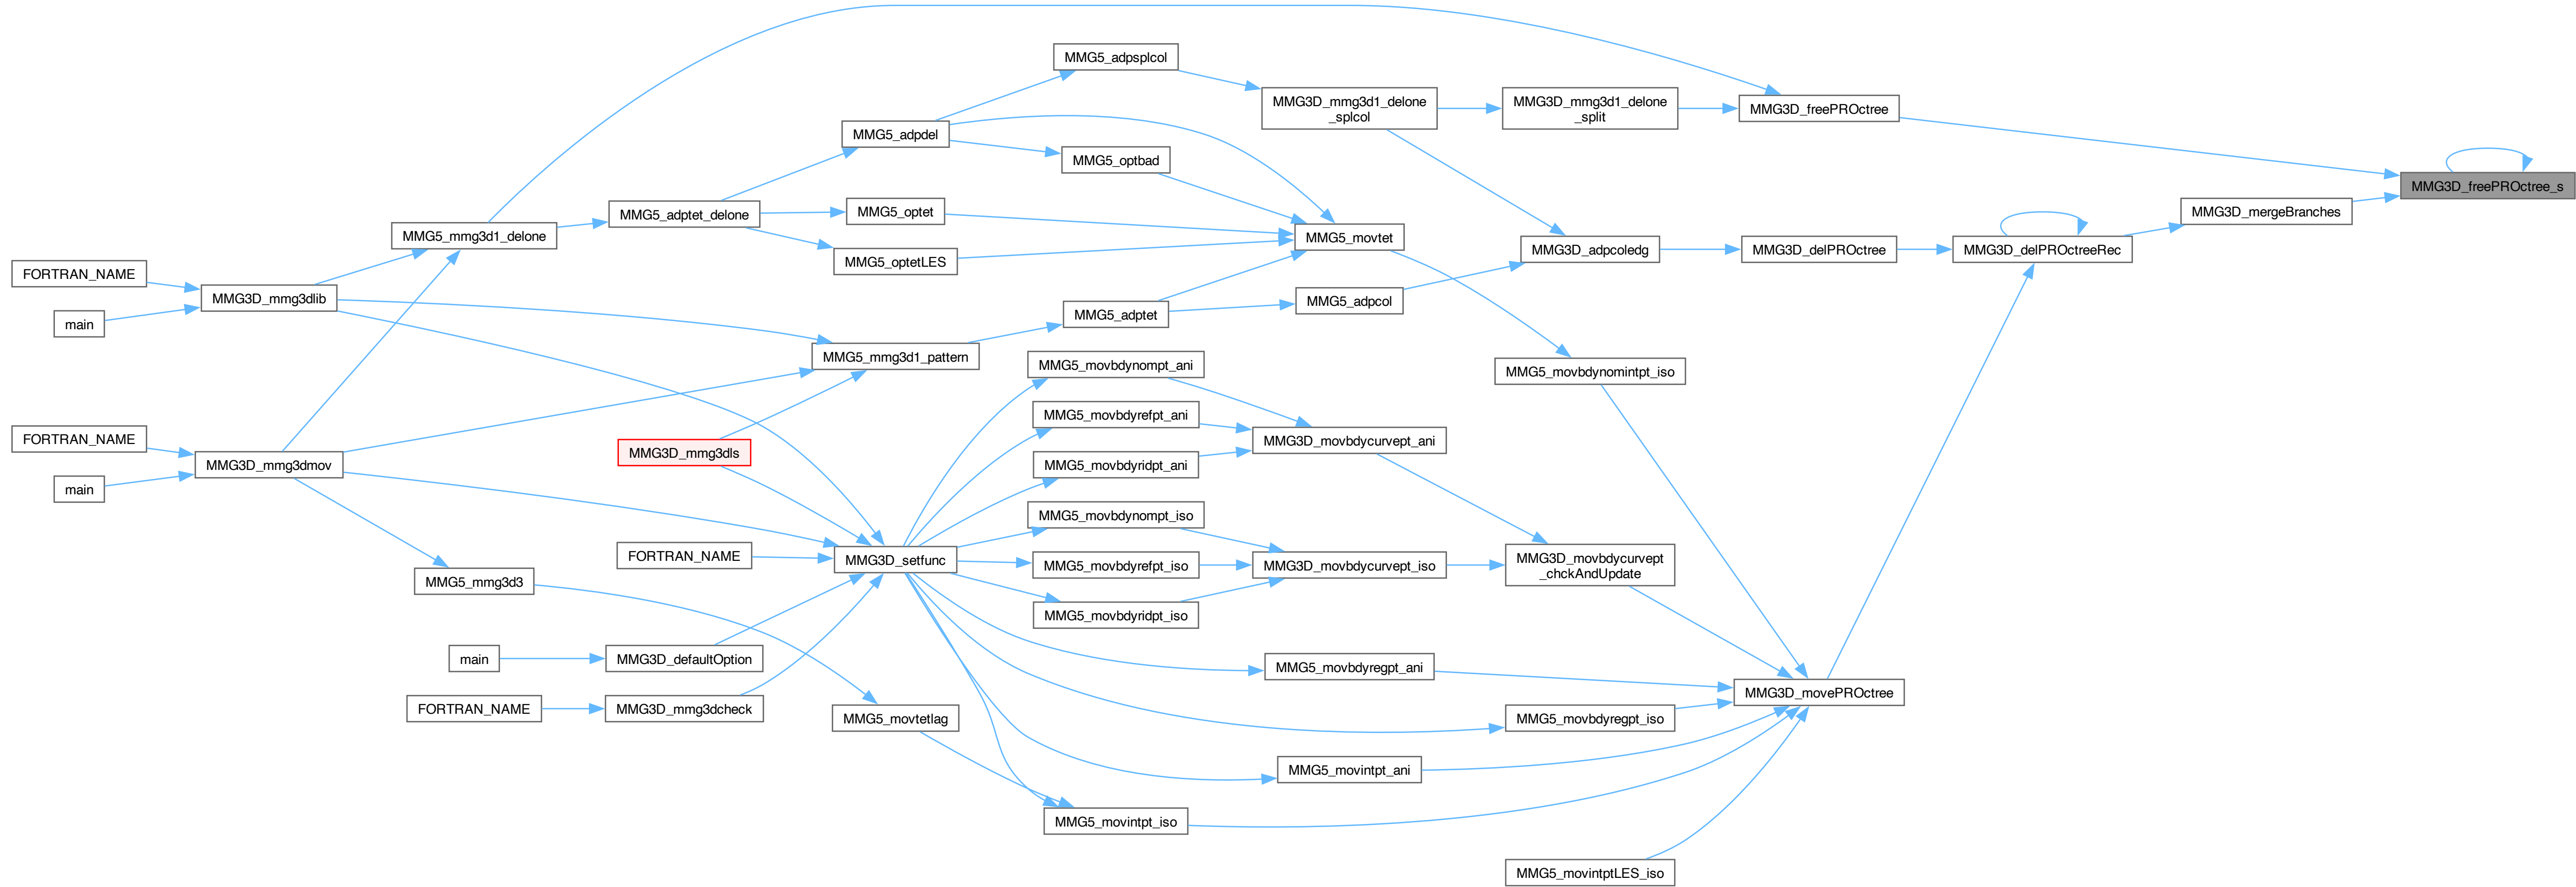 MMG5_adpsplcol
MMG3D_mmg3d1_delone
_splcol
MMG3D_mmg3d1_delone
_split
MMG3D_freePROctree
MMG5_adpdel
MMG5_optbad
MMG3D_freePROctree_s
MMG5_adptet_delone
MMG5_optet
MMG3D_mergeBranches
MMG5_mmg3d1_delone
MMG5_movtet
MMG5_optetLES
MMG3D_adpcoledg
MMG3D_delPROctree
MMG3D_delPROctreeRec
FORTRAN_NAME
MMG3D_mmg3dlib
main
MMG5_adptet
MMG5_adpcol
MMG5_mmg3d1_pattern
MMG5_movbdynompt_ani
MMG5_movbdynomintpt_iso
MMG5_movbdyrefpt_ani
FORTRAN_NAME
MMG3D_mmg3dls
MMG3D_movbdycurvept_ani
MMG3D_mmg3dmov
MMG5_movbdyridpt_ani
main
MMG5_movbdynompt_iso
FORTRAN_NAME
MMG3D_setfunc
MMG5_movbdyrefpt_iso
MMG3D_movbdycurvept_iso
MMG3D_movbdycurvept
_chckAndUpdate
MMG5_mmg3d3
MMG5_movbdyridpt_iso
main
MMG3D_defaultOption
MMG5_movbdyregpt_ani
MMG3D_movePROctree
FORTRAN_NAME
MMG3D_mmg3dcheck
MMG5_movtetlag
MMG5_movbdyregpt_iso
MMG5_movintpt_ani
MMG5_movintpt_iso
MMG5_movintptLES_iso